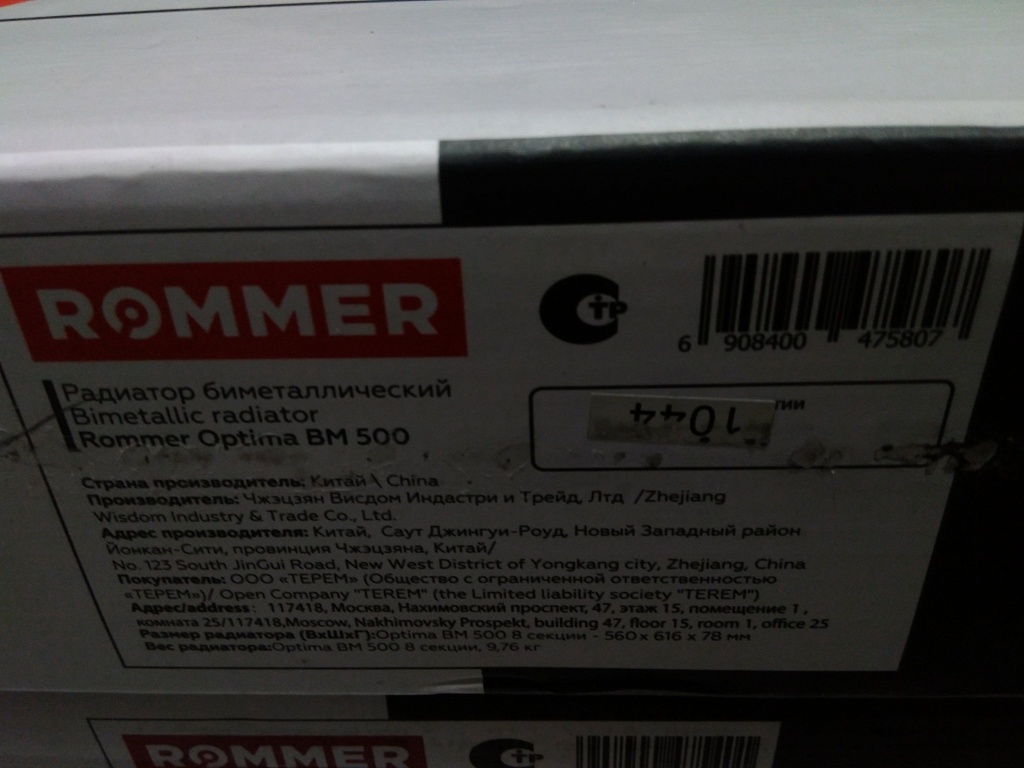 ROMMER
СТР
6 908400 475807
Радиатор биметаллический
Bimetallic radiator
Rommer Optima BM 500
1044
Страна производитель: Китай \ China
Производитель: Чжэцзян Висдом Индастри и Трейд, Лтд /Zhejiang
Wisdom Industry & Trade Co., Ltd.
Адрес производителя: Китай, Саут Джингуи-Роуд, Новый Западный район
Йонкан-Сити, провинция Чжэцзяна, Китай/
No. 123 South JinGui Road, New West District of Yongkang city, Zhejiang, China
Покупатель: ООО «ТЕРЕМ» (Общество с ограниченной ответственностью
«ТЕРЕМ»)/ Open Company "TEREM" (the Limited liability society "TEREM")
Адрес/address: 117418, Москва, Нахимовский проспект, 47, этаж 15, помещение 1,
комната 25/117418,Moscow, Nakhimovsky Prospekt, building 47, floor 15, room 1, office 25
Размер радиатора (ВхШхГ):Optima BM 500 8 секции - 560 x 616 x 78 мм
Вес радиатора:Optima BM 500 8 секции, 9,76 кг
ROMMER
СТР